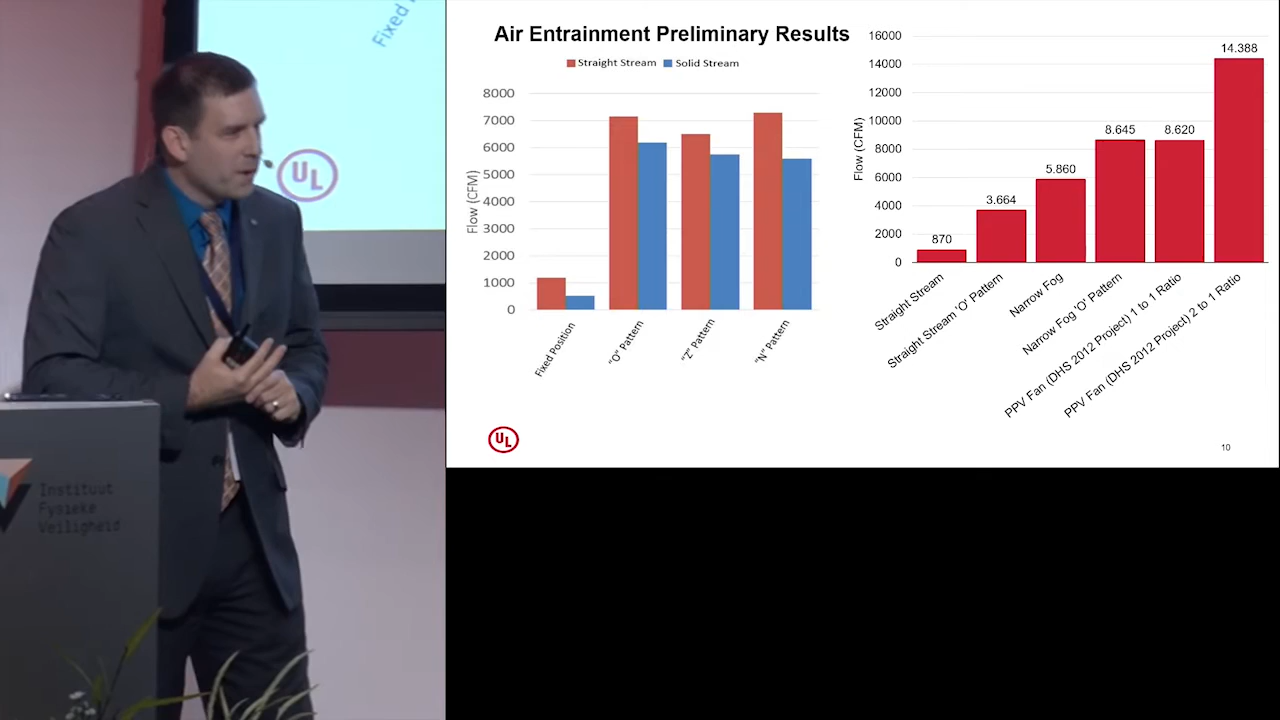 Fixed
UL
Instituut
Fysieke
Veiligheid
Air Entrainment Preliminary Results
Straight Stream Solid Stream
8000
7000
6000
5000
4000
3000
2000
1000
0
Flow (CFM)
Fixed Position
"O" Pattern
"Z" Pattern
"N" Pattern
16000
14000
12000
10000
8000
6000
4000
2000
0
Flow (CFM)
870
3.664
5.860
8.645
8.620
14.388
Straight Stream
Straight Stream 'O' Pattern
Narrow Fog
Narrow Fog 'O' Pattern
PPV Fan (DHS 2012 Project) 1 to 1 Ratio
PPV Fan (DHS 2012 Project) 2 to 1 Ratio
UL
10